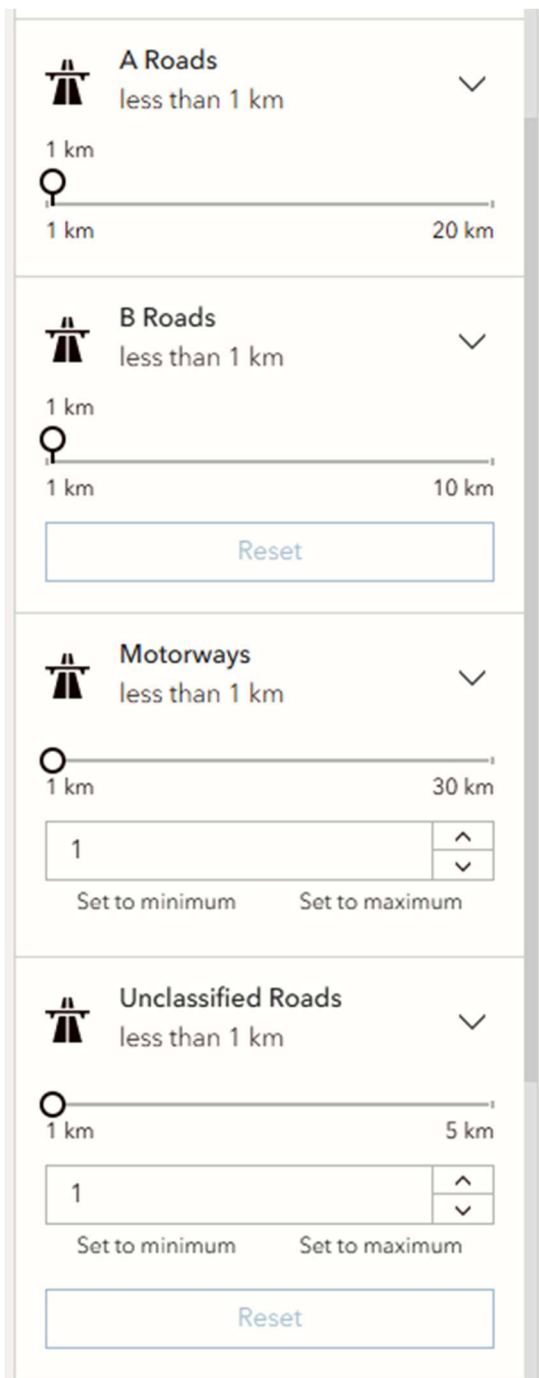 A Roads
less than 1 km
1 km
1 km 20 km
B Roads
less than 1 km
1 km
1 km 10 km
Reset
Motorways
less than 1 km
1 km 30 km
1
Set to minimum Set to maximum
Unclassified Roads
less than 1 km
1 km 5 km
1
Set to minimum Set to maximum
Reset